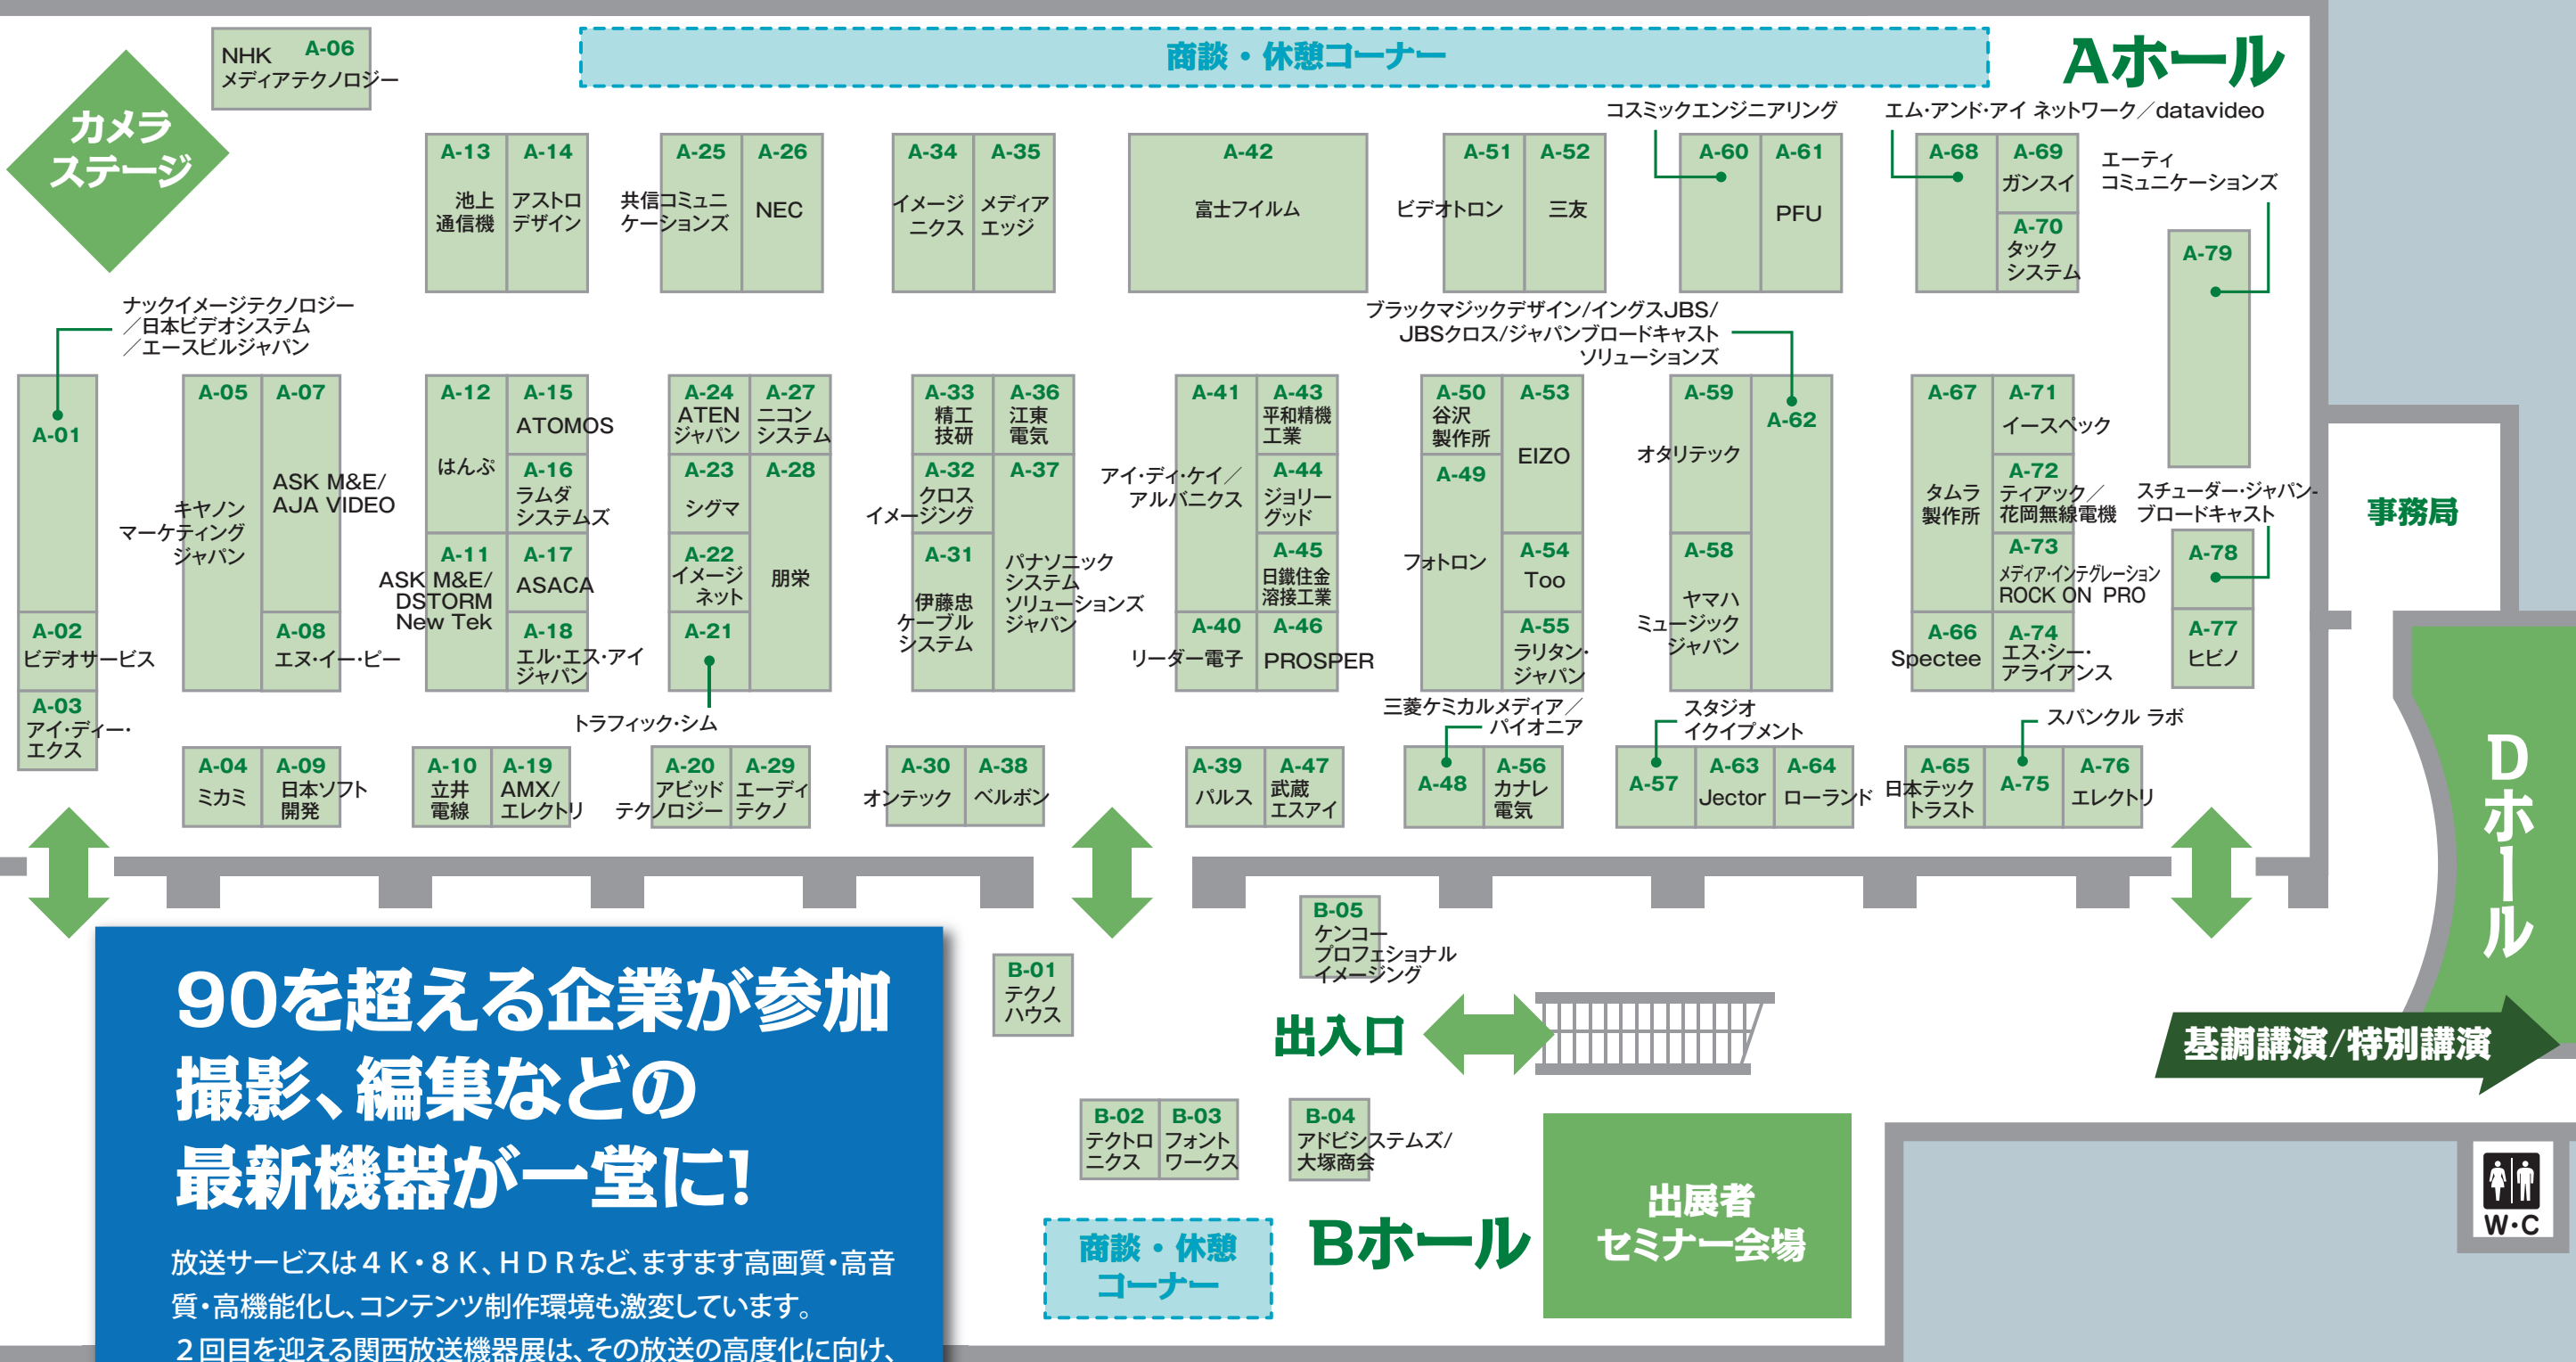 NHK
A-06
メディアテクノロジー
商談・休憩コーナー
Aホール
カメラ
ステージ
コスミックエンジニアリング
エム・アンド・アイ ネットワーク／datavideo
エーティ
コミュニケーションズ
A-13
池上
通信機
A-14
アストロ
デザイン
A-25
共信コミュニ
ケーションズ
A-26
NEC
A-34
イメージ
ニクス
A-35
メディア
エッジ
A-42
富士フイルム
A-51
ビデオトロン
A-52
三友
A-60
A-61
PFU
A-68
A-69
ガンスイ
A-70
タック
システム
A-79
ナックイメージテクノロジー
／日本ビデオシステム
／エースビルジャパン
ブラックマジックデザイン/イングスJBS/
JBSクロス/ジャパンブロードキャスト
ソリューションズ
A-01
A-02
ビデオサービス
A-03
アイ・ディー・
エクス
A-05
キヤノン
マーケティング
ジャパン
A-07
ASK M&E/
AJA VIDEO
A-08
エヌ・イー・ピー
A-12
はんぷ
A-11
ASK M&E/
DSTORM
New Tek
A-15
ATOMOS
A-16
ラムダ
システムズ
A-17
ASACA
A-18
エル・エス・アイ
ジャパン
A-24
ATEN
ジャパン
A-23
シグマ
A-22
イメージ
ネット
A-21
トラフィック・シム
A-27
ニコン
システム
A-28
朋栄
A-33
精工
技研
A-32
クロス
イメージング
A-31
伊藤忠
ケーブル
システム
A-36
江東
電気
A-37
パナソニック
システム
ソリューションズ
ジャパン
A-41
アイ・ディ・ケイ／
アルバニクス
A-40
リーダー電子
A-43
平和精機
工業
A-44
ジョリー
グッド
A-45
日鐵住金
溶接工業
A-46
PROSPER
A-50
谷沢
製作所
A-49
フォトロン
A-53
EIZO
A-54
Too
A-55
ラリタン・
ジャパン
A-59
オタリテック
A-58
ヤマハ
ミュージック
ジャパン
A-62
A-67
タムラ
製作所
A-66
Spectee
A-71
イースペック
A-72
ティアック／
花岡無線電機
A-73
メディア・インテグレーション
ROCK ON PRO
A-74
エス・シー・
アライアンス
スチューダー・ジャパン-
ブロードキャスト
A-78
A-77
ヒビノ
事務局
三菱ケミカルメディア／
パイオニア
スタジオ
イクイプメント
スパンクル ラボ
A-04
ミカミ
A-09
日本ソフト
開発
A-10
立井
電線
A-19
AMX/
エレクトリ
A-20
アビッド
テクノロジー
A-29
エーディ
テクノ
A-30
オンテック
A-38
ベルボン
A-39
パルス
A-47
武蔵
エスアイ
A-48
A-56
カナレ
電気
A-57
A-63
Jector
A-64
ローランド
A-65
日本テック
トラスト
A-75
A-76
エレクトリ
Dホール
90を超える企業が参加
撮影、編集などの
最新機器が一堂に!
放送サービスは４Ｋ・８Ｋ、ＨＤＲなど、ますます高画質・高音
質・高機能化し、コンテンツ制作環境も激変しています。
２回目を迎える関西放送機器展は、その放送の高度化に向け、
B-01
テクノ
ハウス
B-05
ケンコー
プロフェショナル
イメージング
出入口
基調講演/特別講演
B-02
テクトロ
ニクス
B-03
フォント
ワークス
B-04
アドビシステムズ/
大塚商会
商談・休憩
コーナー
Bホール
出展者
セミナー会場
W・C